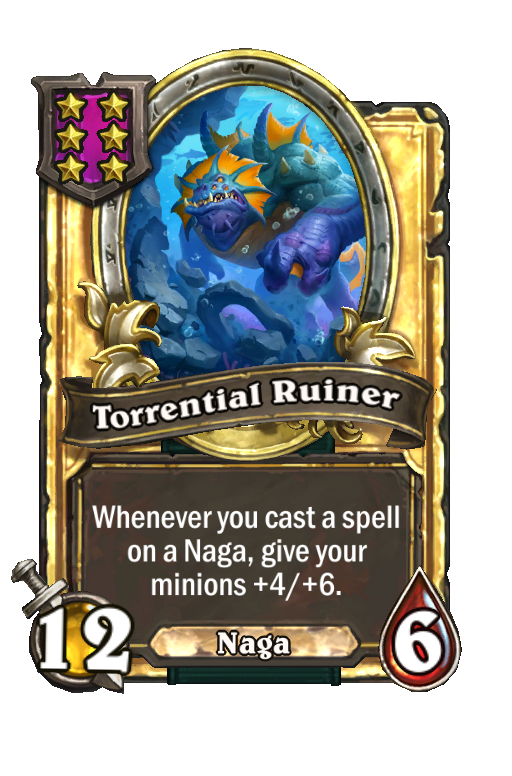 Torrential Ruiner
Whenever you cast a spell
on a Naga, give your
minions +4/+6.
12
Naga
6